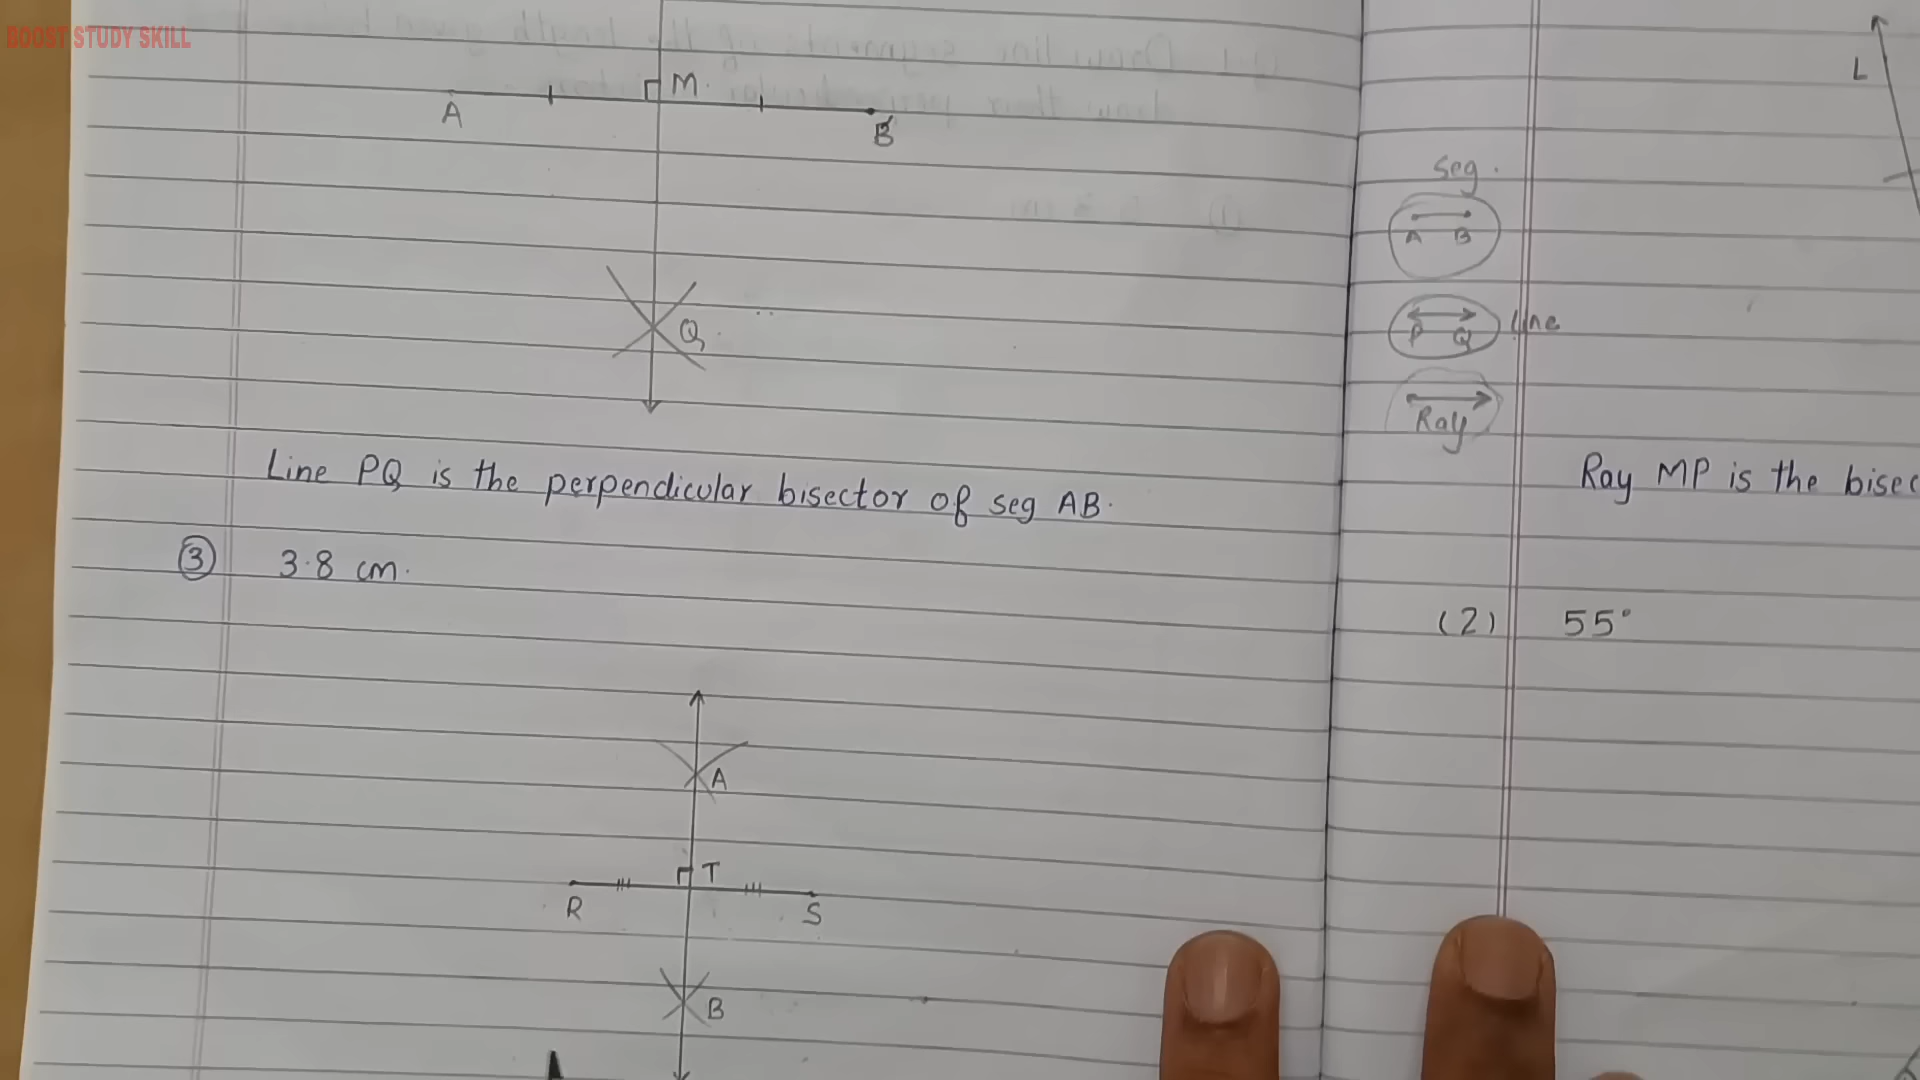 BOOST STUDY SKILL
M.
A
B
Q
Line PQ is the perpendicular bisector of seg AB.
③ 3.8 cm.
A
T
R
S
B
L
seg.
A B
P Q
Line
Ray
Ray MP is the bisec
(2) 55°